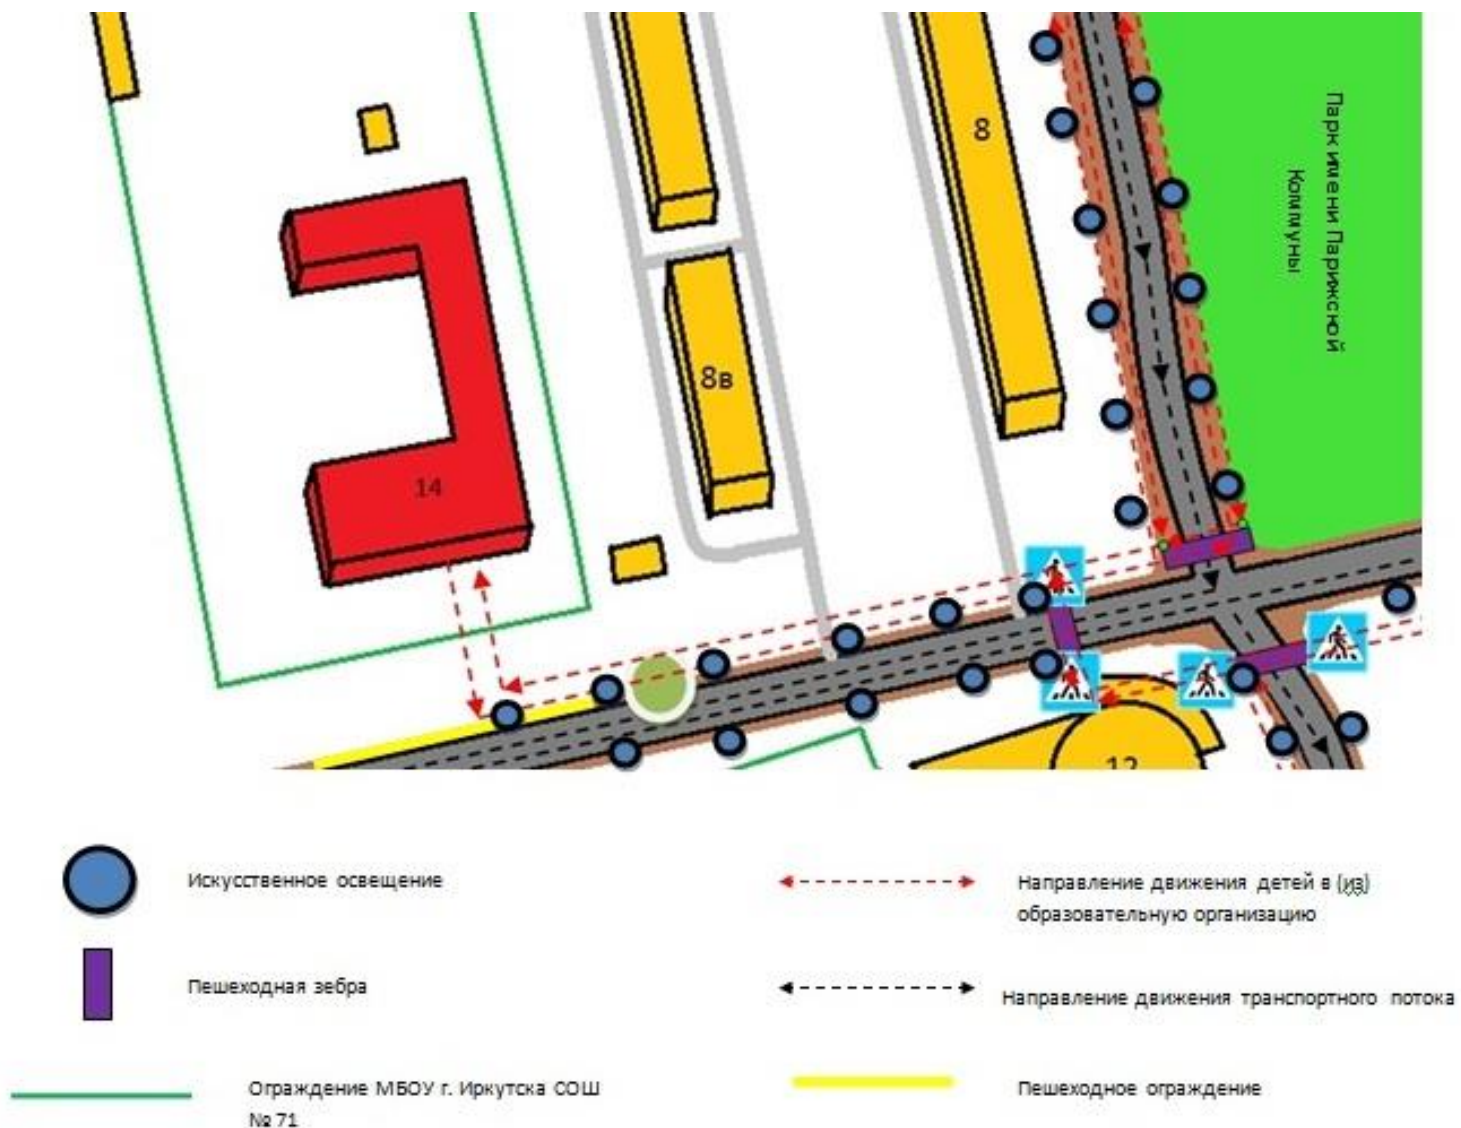 8
Парк имени Парижской
Коммуны
8в
14
12
Искусственное освещение
Направление движения детей в (из)
образовательную организацию
Пешеходная зебра
Направление движения транспортного потока
Ограждение МБОУ г. Иркутска СОШ
№ 71
Пешеходное ограждение